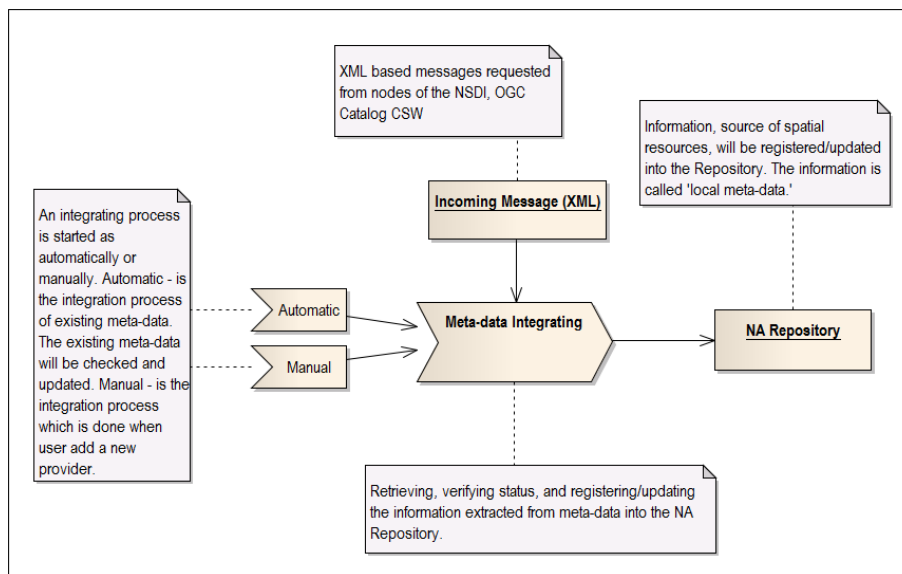 XML based messages requested
from nodes of the NSDI, OGC
Catalog CSW
Information, source of spatial
resources, will be registered/updated
into the Repository. The information is
called 'local meta-data.'
Incoming Message (XML)
An integrating process
is started as
automatically or
manually. Automatic - is
the integration process
of existing meta-data.
The existing meta-data
will be checked and
updated. Manual - is the
integration process
which is done when
user add a new
provider.
Automatic
Manual
Meta-data Integrating
NA Repository
Retrieving, verifying status, and registering/updating
the information extracted from meta-data into the NA
Repository.